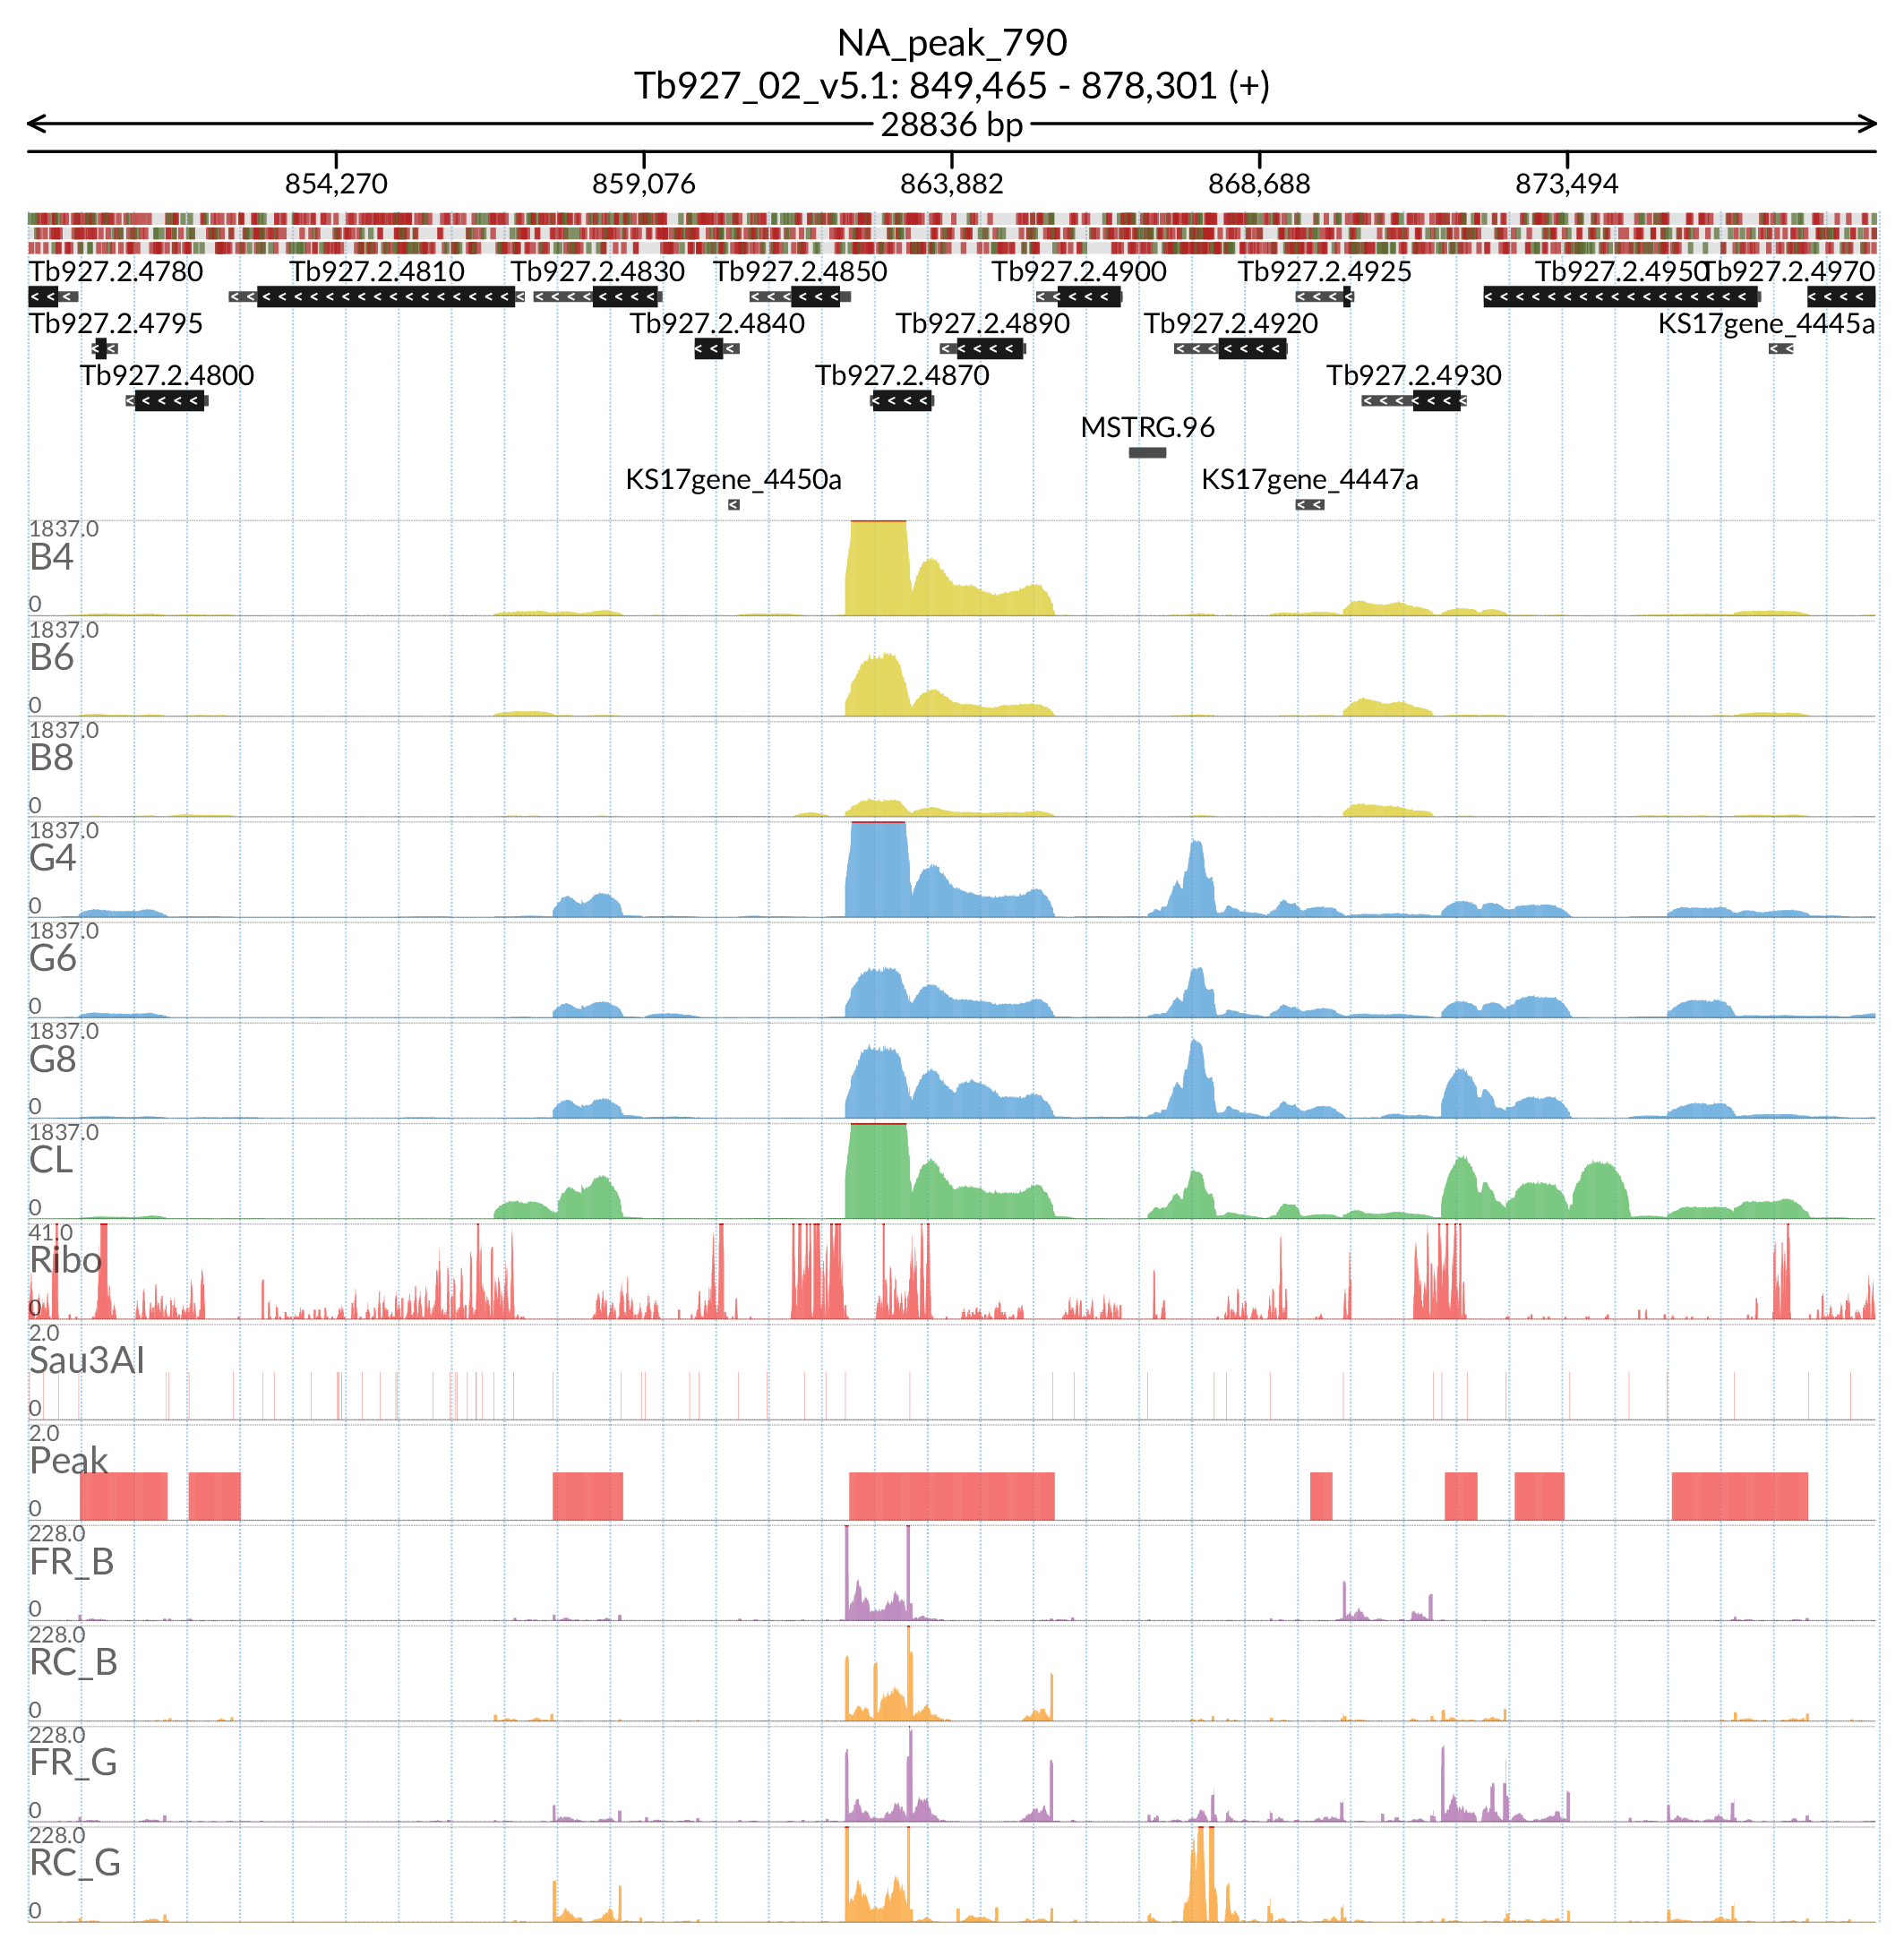 NA_peak_790
Tb927_02_v5.1: 849,465 - 878,301 (+)
28836 bp
854,270 859,076 863,882 868,688 873,494
Tb927.2.4780 Tb927.2.4810 Tb927.2.4830 Tb927.2.4850 Tb927.2.4900 Tb927.2.4925 Tb927.2.4950 Tb927.2.4970
Tb927.2.4795 Tb927.2.4840 Tb927.2.4890 Tb927.2.4920 KS17gene_4445a
Tb927.2.4800 Tb927.2.4870 Tb927.2.4930
MSTRG.96
KS17gene_4450a KS17gene_4447a
1837.0
B4
0
1837.0
B6
0
1837.0
B8
0
1837.0
G4
0
1837.0
G6
0
1837.0
G8
0
1837.0
CL
0
41.0
Ribo
0
2.0
Sau3AI
0
2.0
Peak
0
228.0
FR_B
0
228.0
RC_B
0
228.0
FR_G
0
228.0
RC_G
0